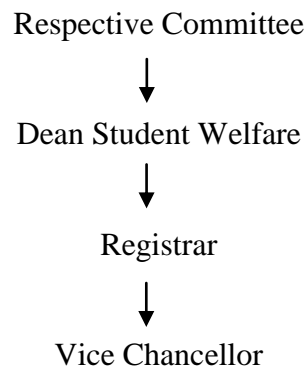 Respective Committee
Dean Student Welfare
Registrar
Vice Chancellor